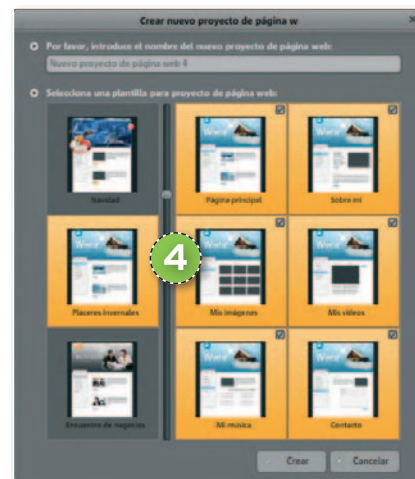 Crear nuevo proyecto de página w
Por favor, introduce el nombre del nuevo proyecto de página web:
Nuevo proyecto de página web 4
Selecciona una plantilla para proyecto de página web:
Navidad
Página principal
Sobre mí
4
Placeres invernales
Mis imágenes
Mis vídeos
Encuentro de negocios
Mi música
Contacto
Crear
Cancelar